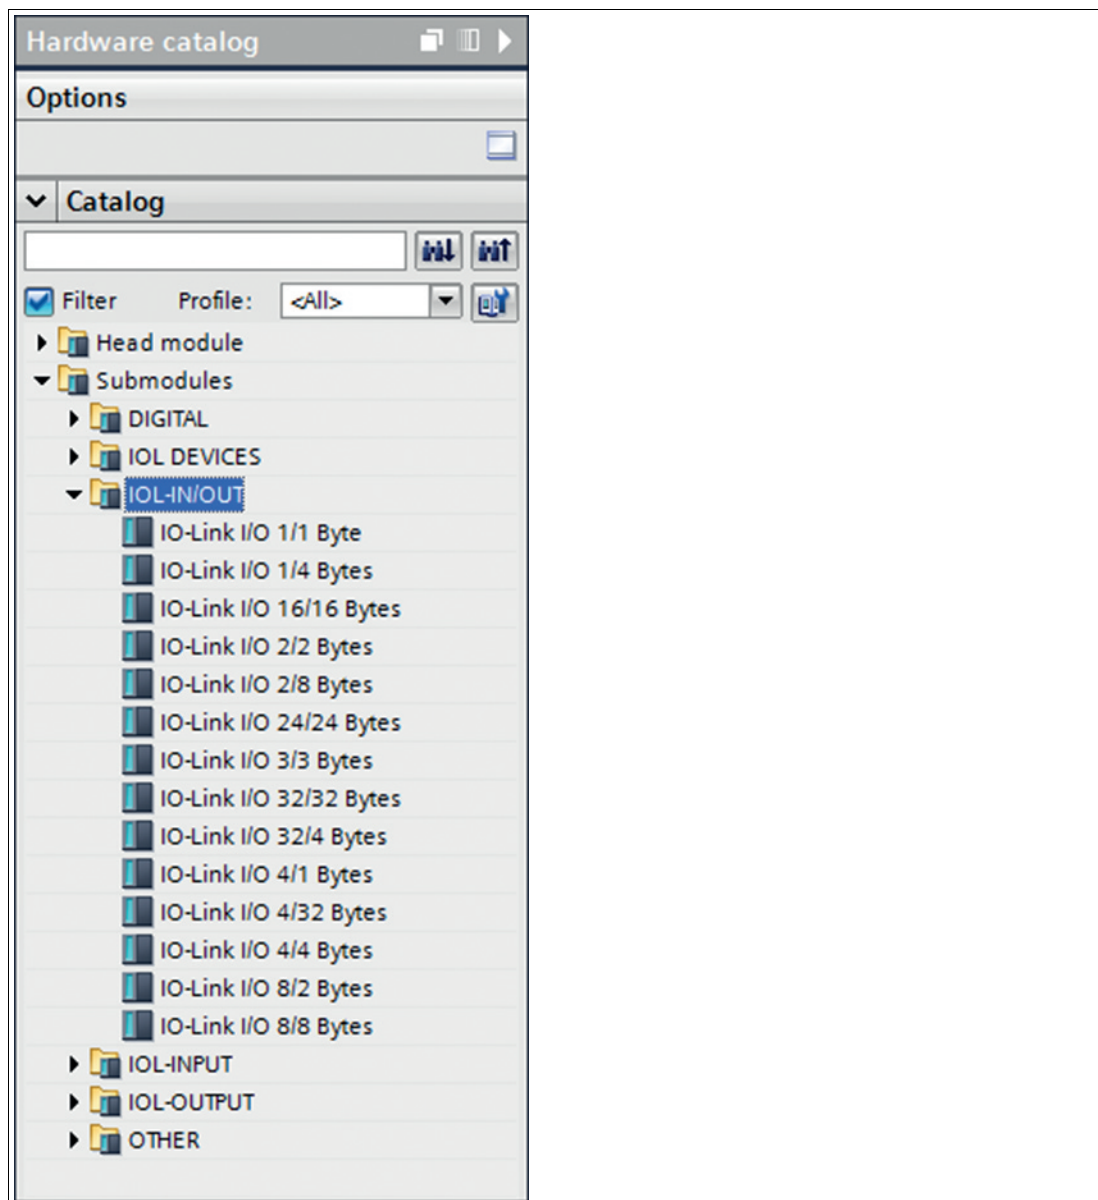 Hardware catalog
Options
Catalog
Filter Profile: <All>
Head module
Submodules
DIGITAL
IOL DEVICES
IOL-IN/OUT
IO-Link I/O 1/1 Byte
IO-Link I/O 1/4 Bytes
IO-Link I/O 16/16 Bytes
IO-Link I/O 2/2 Bytes
IO-Link I/O 2/8 Bytes
IO-Link I/O 24/24 Bytes
IO-Link I/O 3/3 Bytes
IO-Link I/O 32/32 Bytes
IO-Link I/O 32/4 Bytes
IO-Link I/O 4/1 Bytes
IO-Link I/O 4/32 Bytes
IO-Link I/O 4/4 Bytes
IO-Link I/O 8/2 Bytes
IO-Link I/O 8/8 Bytes
IOL-INPUT
IOL-OUTPUT
OTHER